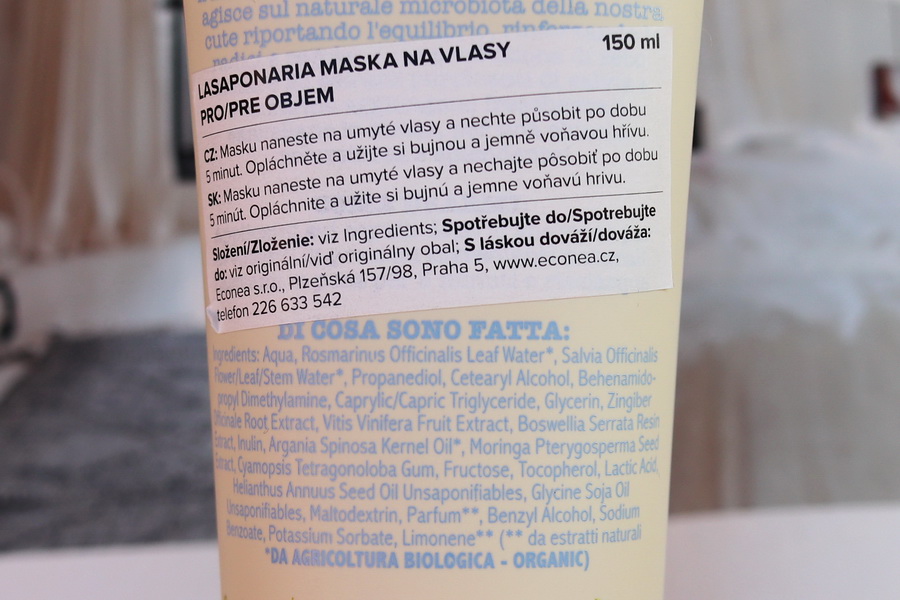 agisce sul naturale microbiota della nostra
cute riportando l'equilibrio,
LASAPONARIA MASKA NA VLASY 150 ml
PRO/PRE OBJEM
CZ: Masku naneste na umyté vlasy a nechte působit po dobu
5 minut. Opláchněte a užijte si bujnou a jemně voňavou hřívu.
SK: Masku naneste na umyté vlasy a nechajte pôsobiť po dobu
5 minút. Opláchnite a užite si bujnú a jemne voňavú hrivu.
Složení/Zloženie: viz Ingredients; Spotřebujte do/Spotrebujte
do: viz originální/viď originálny obal; S láskou dováží/dováža:
Econea s.r.o., Plzeňská 157/98, Praha 5, www.econea.cz,
telefon 226 633 542
DI COSA SONO FATTA:
Ingredients: Aqua, Rosmarinus Officinalis Leaf Water*, Salvia Officinalis
Flower/Leaf/Stem Water*, Propanediol, Cetearyl Alcohol, Behenamido-
propyl Dimethylamine, Caprylic/Capric Triglyceride, Glycerin, Zingiber
Officinale Root Extract, Vitis Vinifera Fruit Extract, Boswellia Serrata Resin
Extract, Inulin, Argania Spinosa Kernel Oil*, Moringa Pterygosperma Seed
Extract, Cyamopsis Tetragonoloba Gum, Fructose, Tocopherol, Lactic Acid,
Helianthus Annuus Seed Oil Unsaponifiables, Glycine Soja Oil
Unsaponifiables, Maltodextrin, Parfum**, Benzyl Alcohol, Sodium
Benzoate, Potassium Sorbate, Limonene** (** da estratti naturali
*DA AGRICOLTURA BIOLOGICA - ORGANIC)